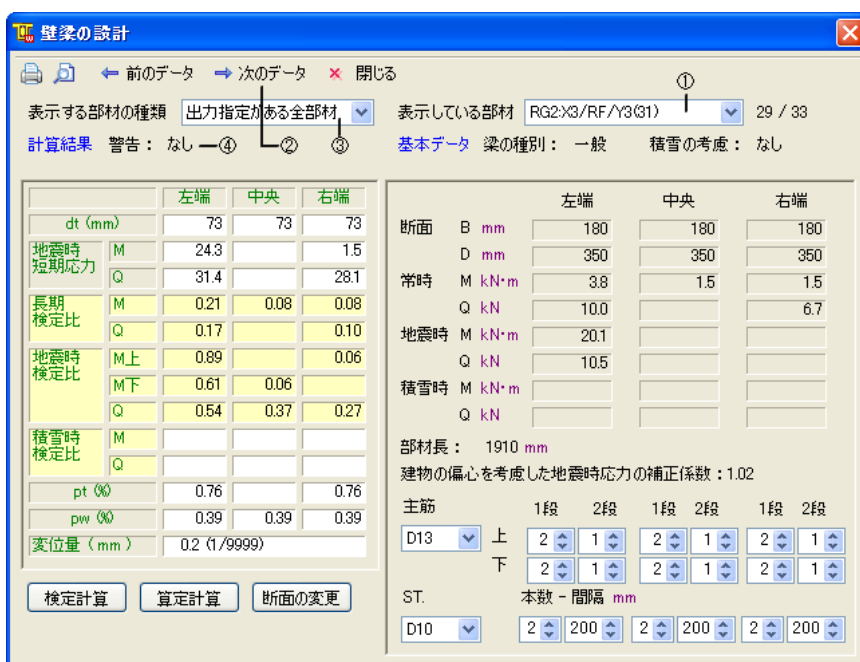 壁梁の設計
前のデータ 次のデータ 閉じる
①
表示する部材の種類 出力指定がある全部材 表示している部材 RG2:X3/RF/Y3(31) 29 / 33
計算結果 警告: なし ④ ② ③ 基本データ 梁の種別: 一般 積雪の考慮: なし
左端 中央 右端
dt (mm) 73 73 73
地震時短期応力 M 24.3 1.5
Q 31.4 28.1
長期検定比 M 0.21 0.08 0.08
Q 0.17 0.10
地震時検定比 M上 0.89 0.06
M下 0.61 0.06
Q 0.54 0.37 0.27
積雪時検定比 M
Q
pt (%) 0.76 0.76
pw (%) 0.39 0.39 0.39
変位量(mm) 0.2 (1/9999)
検定計算 算定計算 断面の変更
左端 中央 右端
断面 B mm 180 180 180
D mm 350 350 350
常時 M kN・m 3.8 1.5 1.5
Q kN 10.0 6.7
地震時 M kN・m 20.1
Q kN 10.5
積雪時 M kN・m
Q kN
部材長: 1910 mm
建物の偏心を考慮した地震時応力の補正係数:1.02
主筋 1段 2段 1段 2段 1段 2段
D13 上 2 1 2 1 2 1
下 2 1 2 1 2 1
ST. 本数 - 間隔 mm
D10 2 200 2 200 2 200